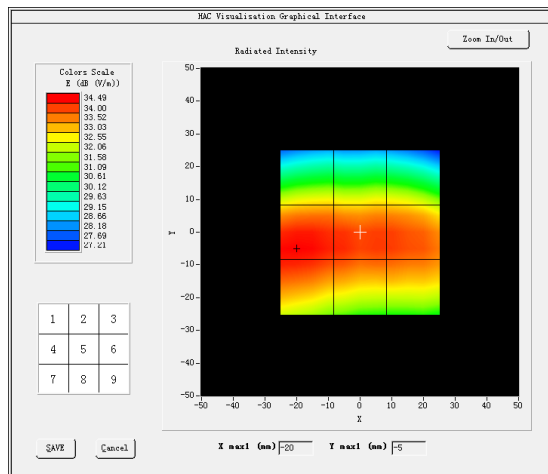 HAC Visualisation Graphical Interface
Zoom In/Out
Radiated Intensity
Colors Scale
E (dB (V/m))
34.49
34.00
33.52
33.03
32.55
32.06
31.58
31.09
30.61
30.12
29.63
29.15
28.66
28.18
27.69
27.21
50
40
30
20
10
0
-10
-20
-30
-40
-50
Y
-50 -40 -30 -20 -10 0 10 20 30 40 50
X
1 2 3
4 5 6
7 8 9
SAVE
Cancel
X max1 (mm) -20
Y max1 (mm) -5